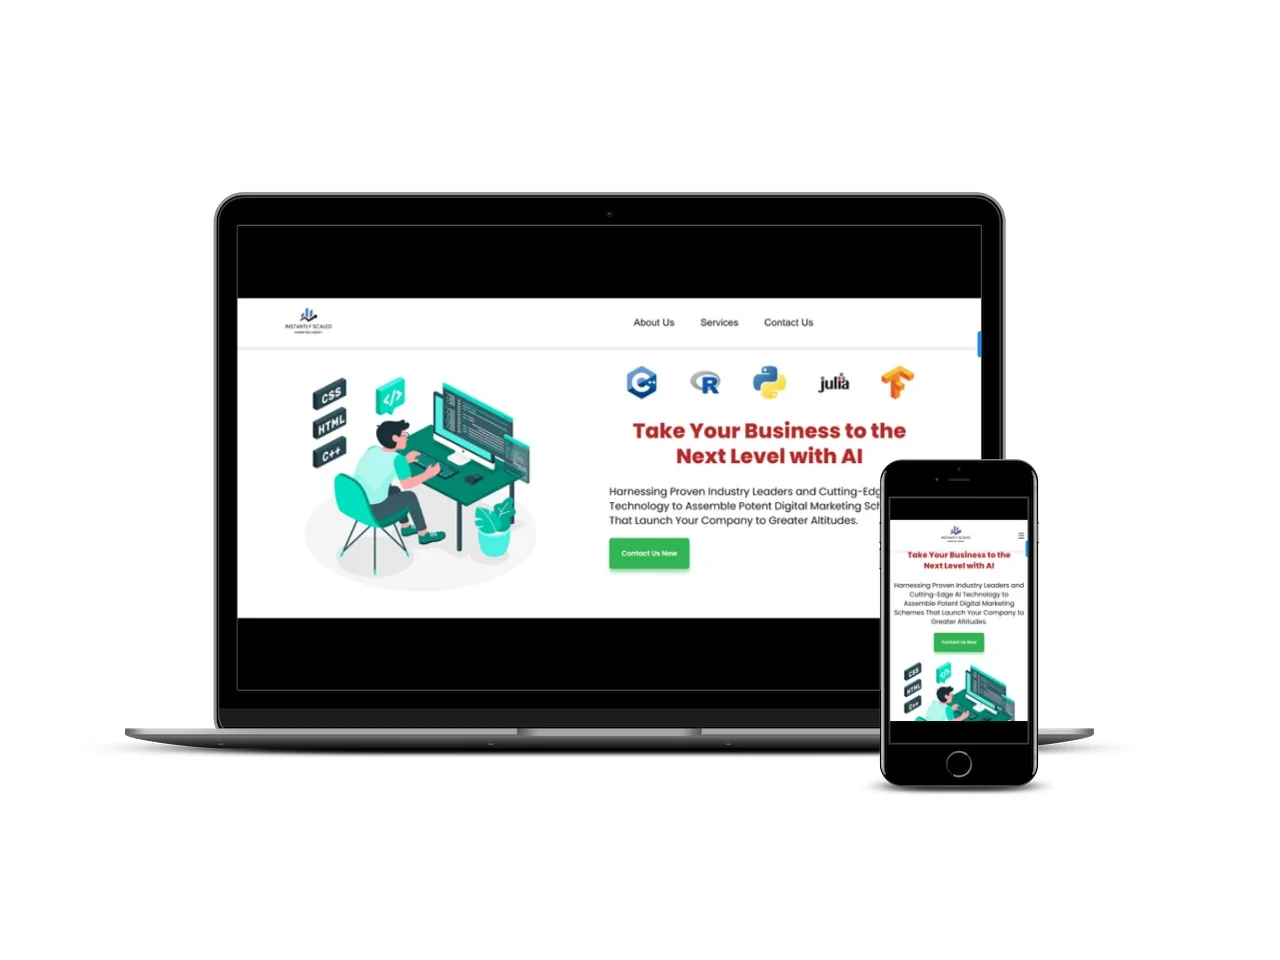 INSTANTLY SCALED
MARKETING AGENCY
About Us
Services
Contact Us
CSS
</>
HTML
C++
C++
R
julia
Take Your Business to the
Next Level with AI
Harnessing Proven Industry Leaders and Cutting-Edg
Technology to Assemble Potent Digital Marketing Sch
That Launch Your Company to Greater Altitudes.
Contact Us Now
INSTANTLY SCALED
Take Your Business to the
Next Level with AI
Harnessing Proven Industry Leaders and
Cutting-Edge AI Technology to
Assemble Potent Digital Marketing
Schemes That Launch Your Company to
Greater Altitudes.
Contact Us Now
CSS
</>
HTML
C++